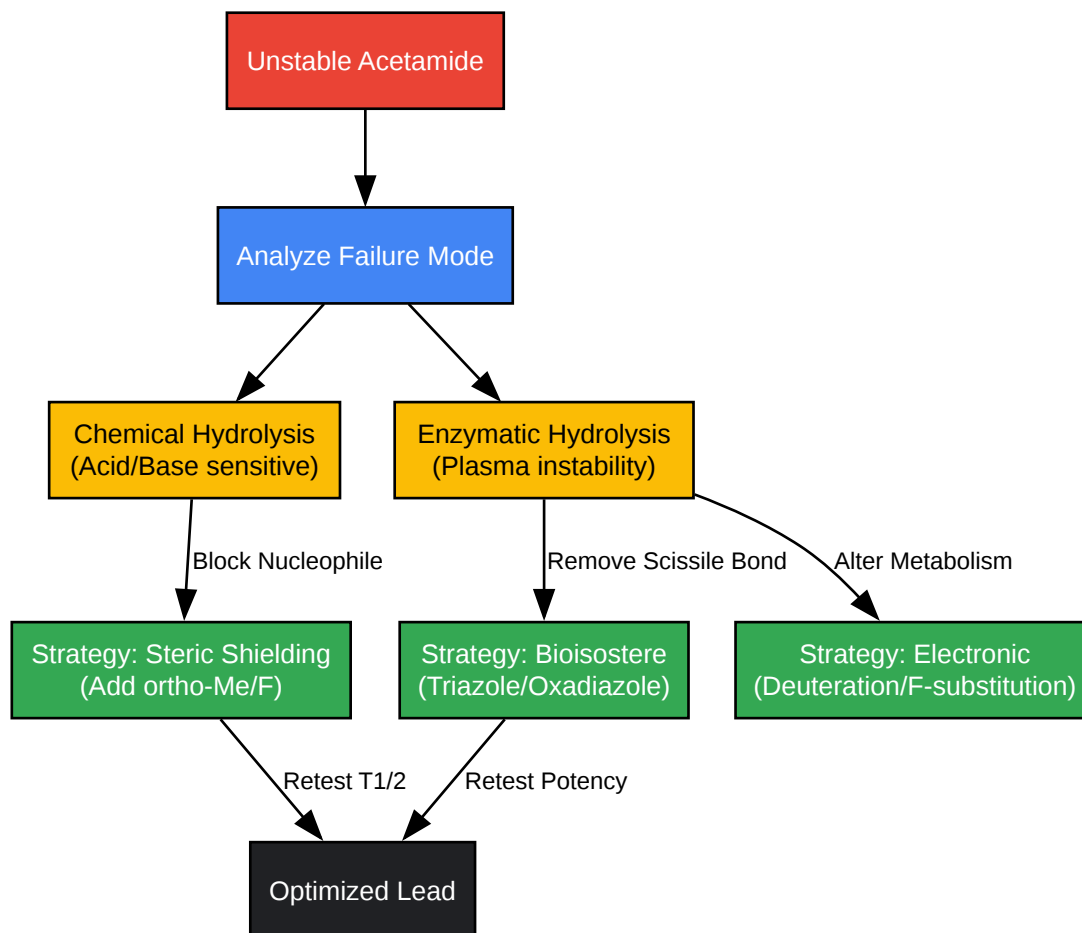 Unstable Acetamide
Analyze Failure Mode
Chemical Hydrolysis
(Acid/Base sensitive)
Enzymatic Hydrolysis
(Plasma instability)
Block Nucleophile
Remove Scissile Bond
Alter Metabolism
Strategy: Steric Shielding
(Add ortho-Me/F)
Strategy: Bioisostere
(Triazole/Oxadiazole)
Strategy: Electronic
(Deuteration/F-substitution)
Retest T1/2
Retest Potency
Optimized Lead